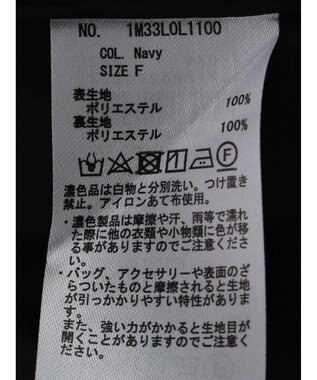 NO. 1M33L0L1100
COL. Navy
SIZE F
表生地
ポリエステル 100%
裏生地
ポリエステル 100%
濃色品は白物と分別洗い。つけ置き
禁止。アイロンあて布使用。
・濃色製品は摩擦や汗、雨等で濡れ
た際に他の衣類や小物類に色が移
る事がありますのでご注意くださ
い。
・バッグ、アクセサリーや表面のざ
らついたものとこすれると生地
が引っかかりやすい特性がありま
す。
また、強い力がかかると生地目が
開くことがありますのでご注意
ださい。